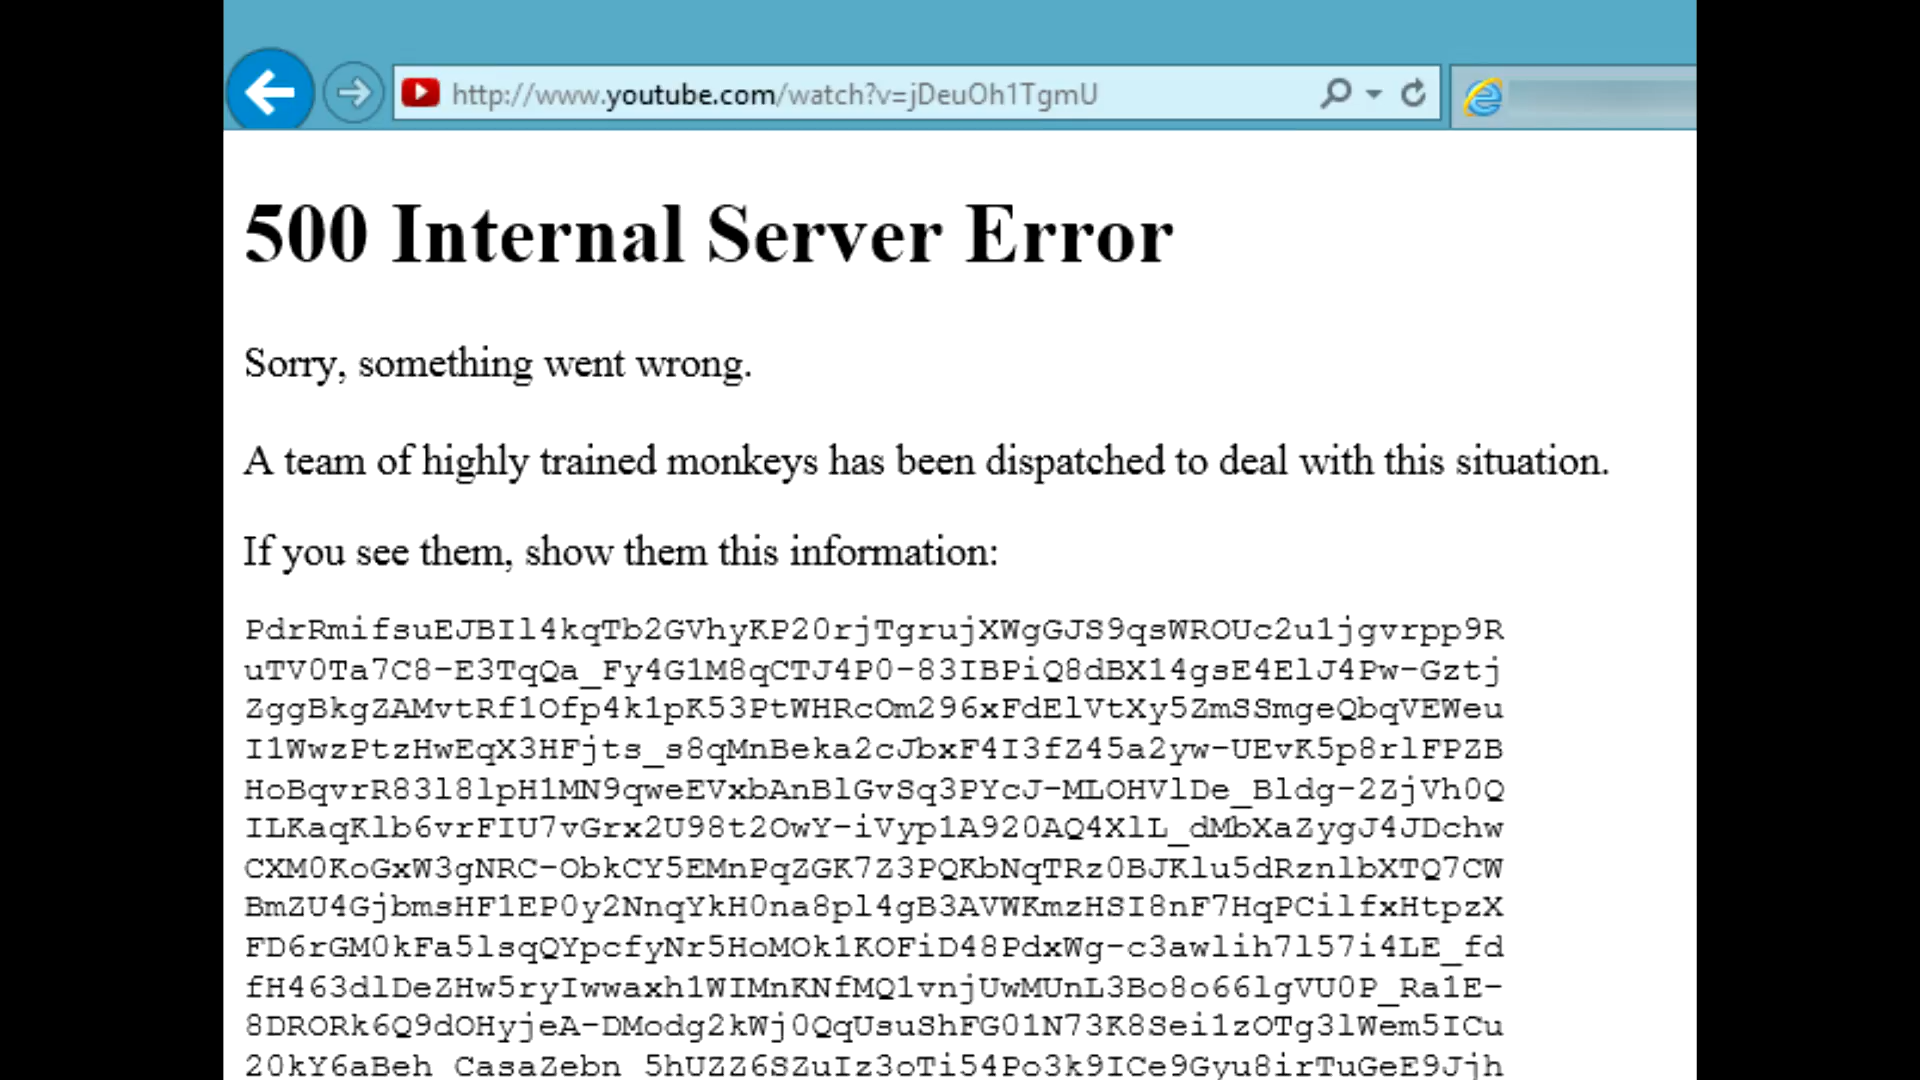 http://www.youtube.com/watch?v=jDeuOh1TgmU
500 Internal Server Error
Sorry, something went wrong.
A team of highly trained monkeys has been dispatched to deal with this situation.
If you see them, show them this information:
PdrRmifsuEJBIl4kqTb2GVhyKP20rjTgrujXWgGJS9qsWROUc2u1jgvrpp9R
uTV0Ta7C8-E3TqQa_Fy4G1M8qCTJ4P0-83IBPiQ8dBX14gsE4ElJ4Pw-Gztj
ZggBkgZAMvtRf1Ofp4k1pK53PtWHRcOm296xFdElVtXy5ZmSSmgeQbqVEWeu
I1WwzPtzHwEqX3HFjts_s8qMnBeka2cJbxF4I3fZ45a2yw-UEvK5p8rlFPZB
HoBqvrR83l8lpH1MN9qweEVxbAnBlGvSq3PYcJ-MLOHVlDe_Bldg-2ZjVh0Q
ILKaqKlb6vrFIU7vGrx2U98t2OwY-iVyp1A920AQ4XlL_dMbXaZygJ4JDchw
CXM0KoGxW3gNRC-ObkCY5EMnPqZGK7Z3PQKbNqTRz0BJKlu5dRznlbXTQ7CW
BmZU4GjbmsHF1EP0y2NnqYkH0na8pl4gB3AVWKmzHSI8nF7HqPCilfxHtpzX
FD6rGM0kFa5lsqQYpcfyNr5HoMOk1KOFiD48PdxWg-c3awlih7l57i4LE_fd
fH463dlDeZHw5ryIwwaxh1WIMnKNfMQ1vnjUwMUnL3Bo8o66lgVU0P_Ra1E-
8DRORk6Q9dOHyjeA-DModg2kWj0QqUsuShFG01N73K8Sei1zOTg3lWem5ICu
20kY6aBeh_CasaZebn_5hUZZ6SZuIz3oTi54Po3k9ICe9Gyu8irTuGeE9Jjh